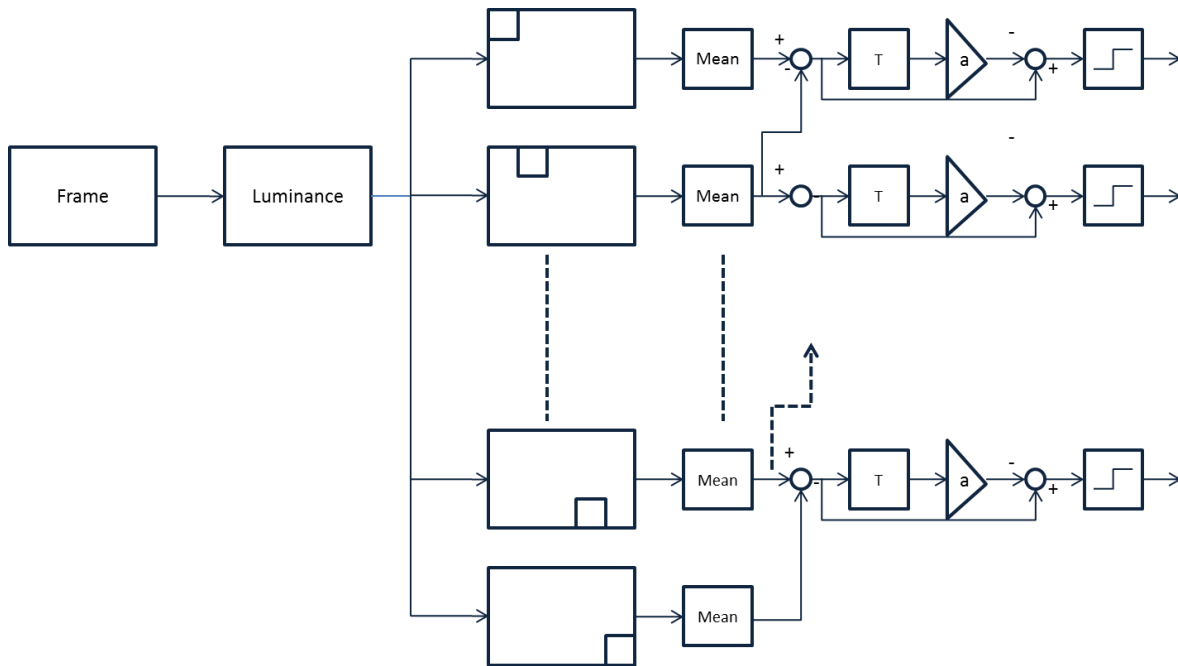 + -
Mean - T a +
+ -
Frame Luminance Mean - T a +
+ -
Mean - T a +
Mean